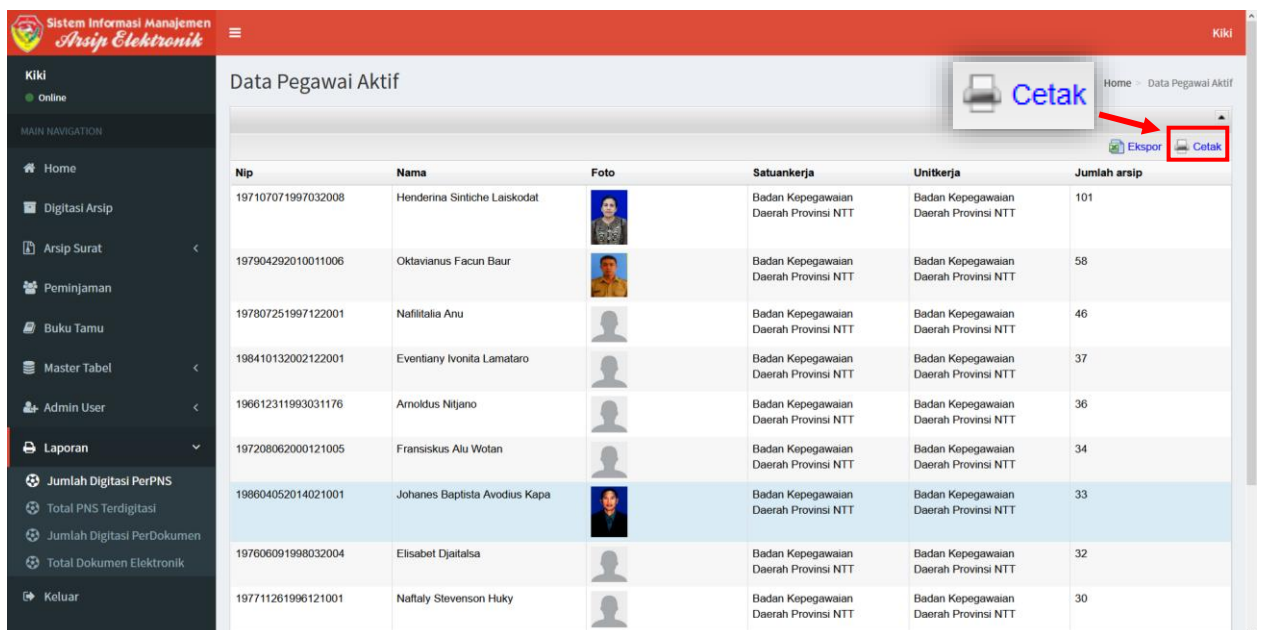 Sistem Informasi Manajemen
Arsip Elektronik
Kiki
Kiki
Online
MAIN NAVIGATION
Home
Digitasi Arsip
Arsip Surat
Peminjaman
Buku Tamu
Master Tabel
Admin User
Laporan
Jumlah Digitasi PerPNS
Total PNS Terdigitasi
Jumlah Digitasi PerDokumen
Total Dokumen Elektronik
Keluar
Data Pegawai Aktif
Cetak
Home > Data Pegawai Aktif
Ekspor Cetak
Nip Nama Foto Satuankerja Unitkerja Jumlah arsip
197107071997032008 Henderina Sintiche Laiskodat Badan Kepegawaian Badan Kepegawaian 101
Daerah Provinsi NTT Daerah Provinsi NTT
197904292010011006 Oktavianus Facun Baur Badan Kepegawaian Badan Kepegawaian 58
Daerah Provinsi NTT Daerah Provinsi NTT
197807251997122001 Nafilitalia Anu Badan Kepegawaian Badan Kepegawaian 46
Daerah Provinsi NTT Daerah Provinsi NTT
198410132002122001 Eventiany Ivonita Lamataro Badan Kepegawaian Badan Kepegawaian 37
Daerah Provinsi NTT Daerah Provinsi NTT
196612311993031176 Arnoldus Nitjano Badan Kepegawaian Badan Kepegawaian 36
Daerah Provinsi NTT Daerah Provinsi NTT
197208062000121005 Fransiskus Alu Wotan Badan Kepegawaian Badan Kepegawaian 34
Daerah Provinsi NTT Daerah Provinsi NTT
198604052014021001 Johanes Baptista Avodius Kapa Badan Kepegawaian Badan Kepegawaian 33
Daerah Provinsi NTT Daerah Provinsi NTT
197606091998032004 Elisabet Djaitalsa Badan Kepegawaian Badan Kepegawaian 32
Daerah Provinsi NTT Daerah Provinsi NTT
197711261996121001 Naftaly Stevenson Huky Badan Kepegawaian Badan Kepegawaian 30
Daerah Provinsi NTT Daerah Provinsi NTT